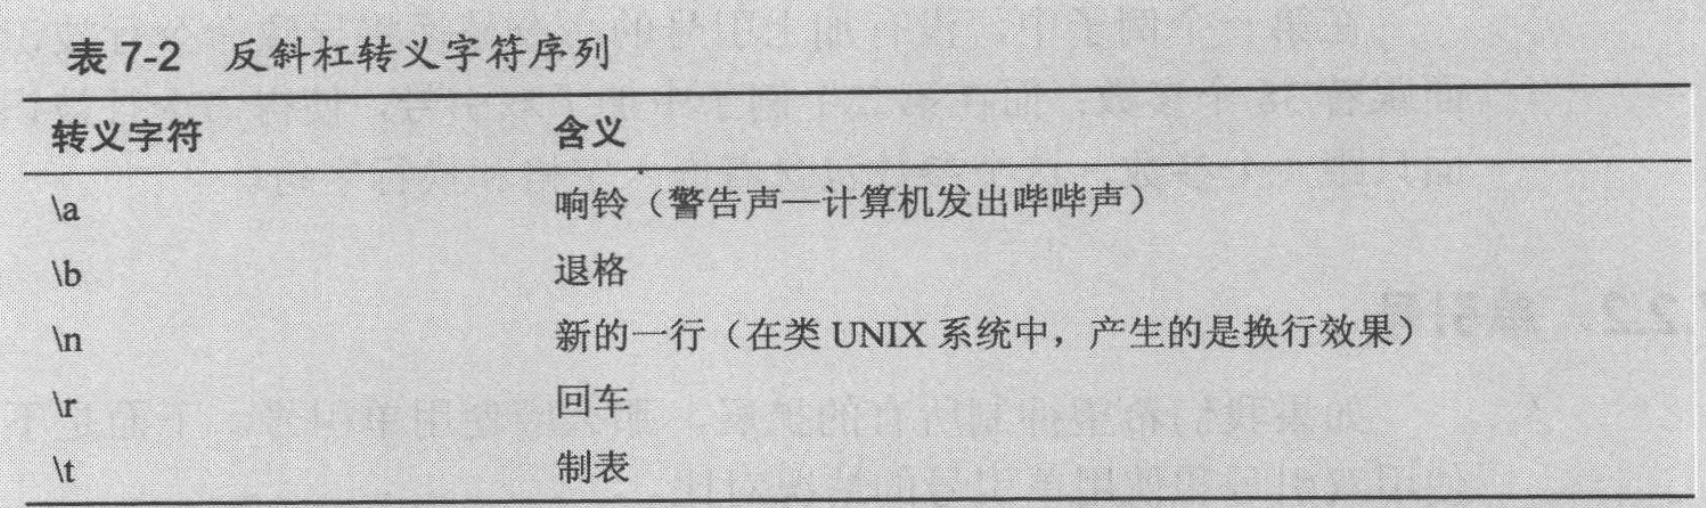 表 7-2 反斜杠转义字符序列
转义字符 含义
\a 响铃（警告声—计算机发出哔哔声）
\b 退格
\n 新的一行（在类 UNIX 系统中，产生的是换行效果）
\r 回车
\t 制表